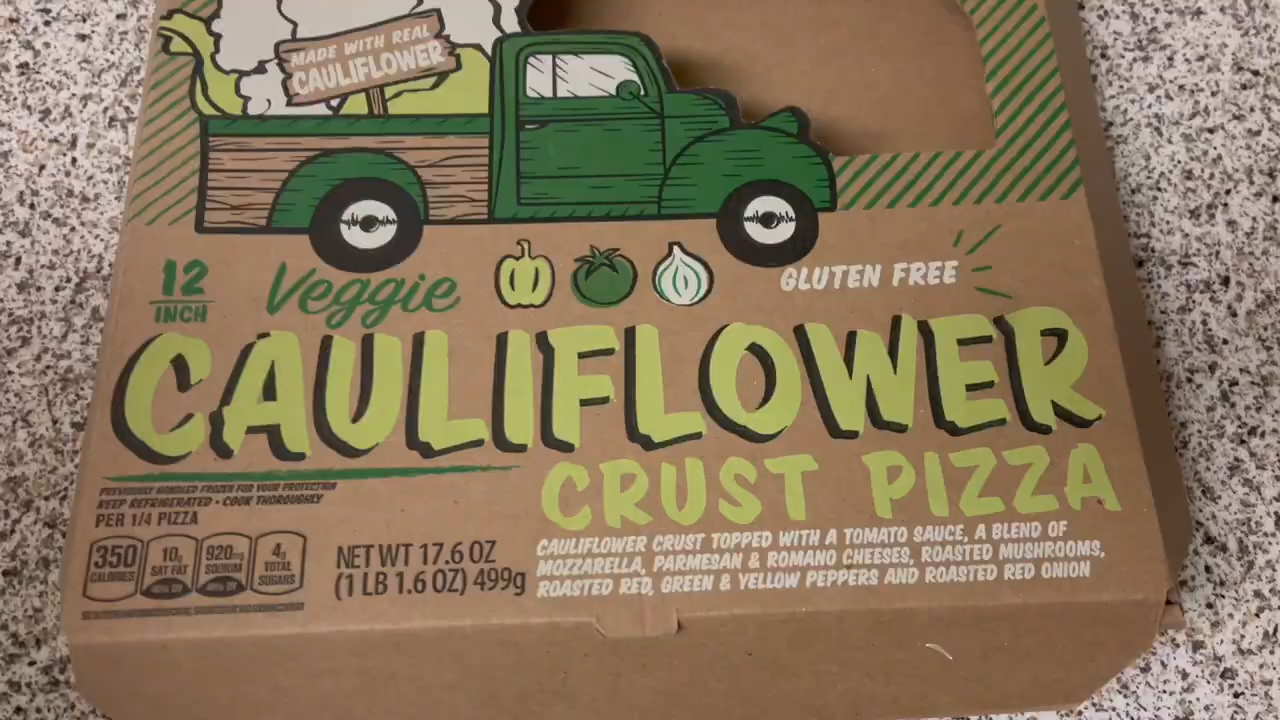 MADE WITH REAL
CAULIFLOWER
12
INCH
Veggie
GLUTEN FREE
CAULIFLOWER
CRUST PIZZA
PREVIOUSLY HANDLED FROZEN FOR YOUR PROTECTION
KEEP REFRIGERATED • COOK THOROUGHLY
PER 1/4 PIZZA
350
CALORIES
10g
SAT FAT
920mg
SODIUM
4g
TOTAL
SUGARS
NET WT 17.6 OZ
(1 LB 1.6 OZ) 499g
CAULIFLOWER CRUST TOPPED WITH A TOMATO SAUCE, A BLEND OF
MOZZARELLA, PARMESAN & ROMANO CHEESES, ROASTED MUSHROOMS,
ROASTED RED, GREEN & YELLOW PEPPERS AND ROASTED RED ONION